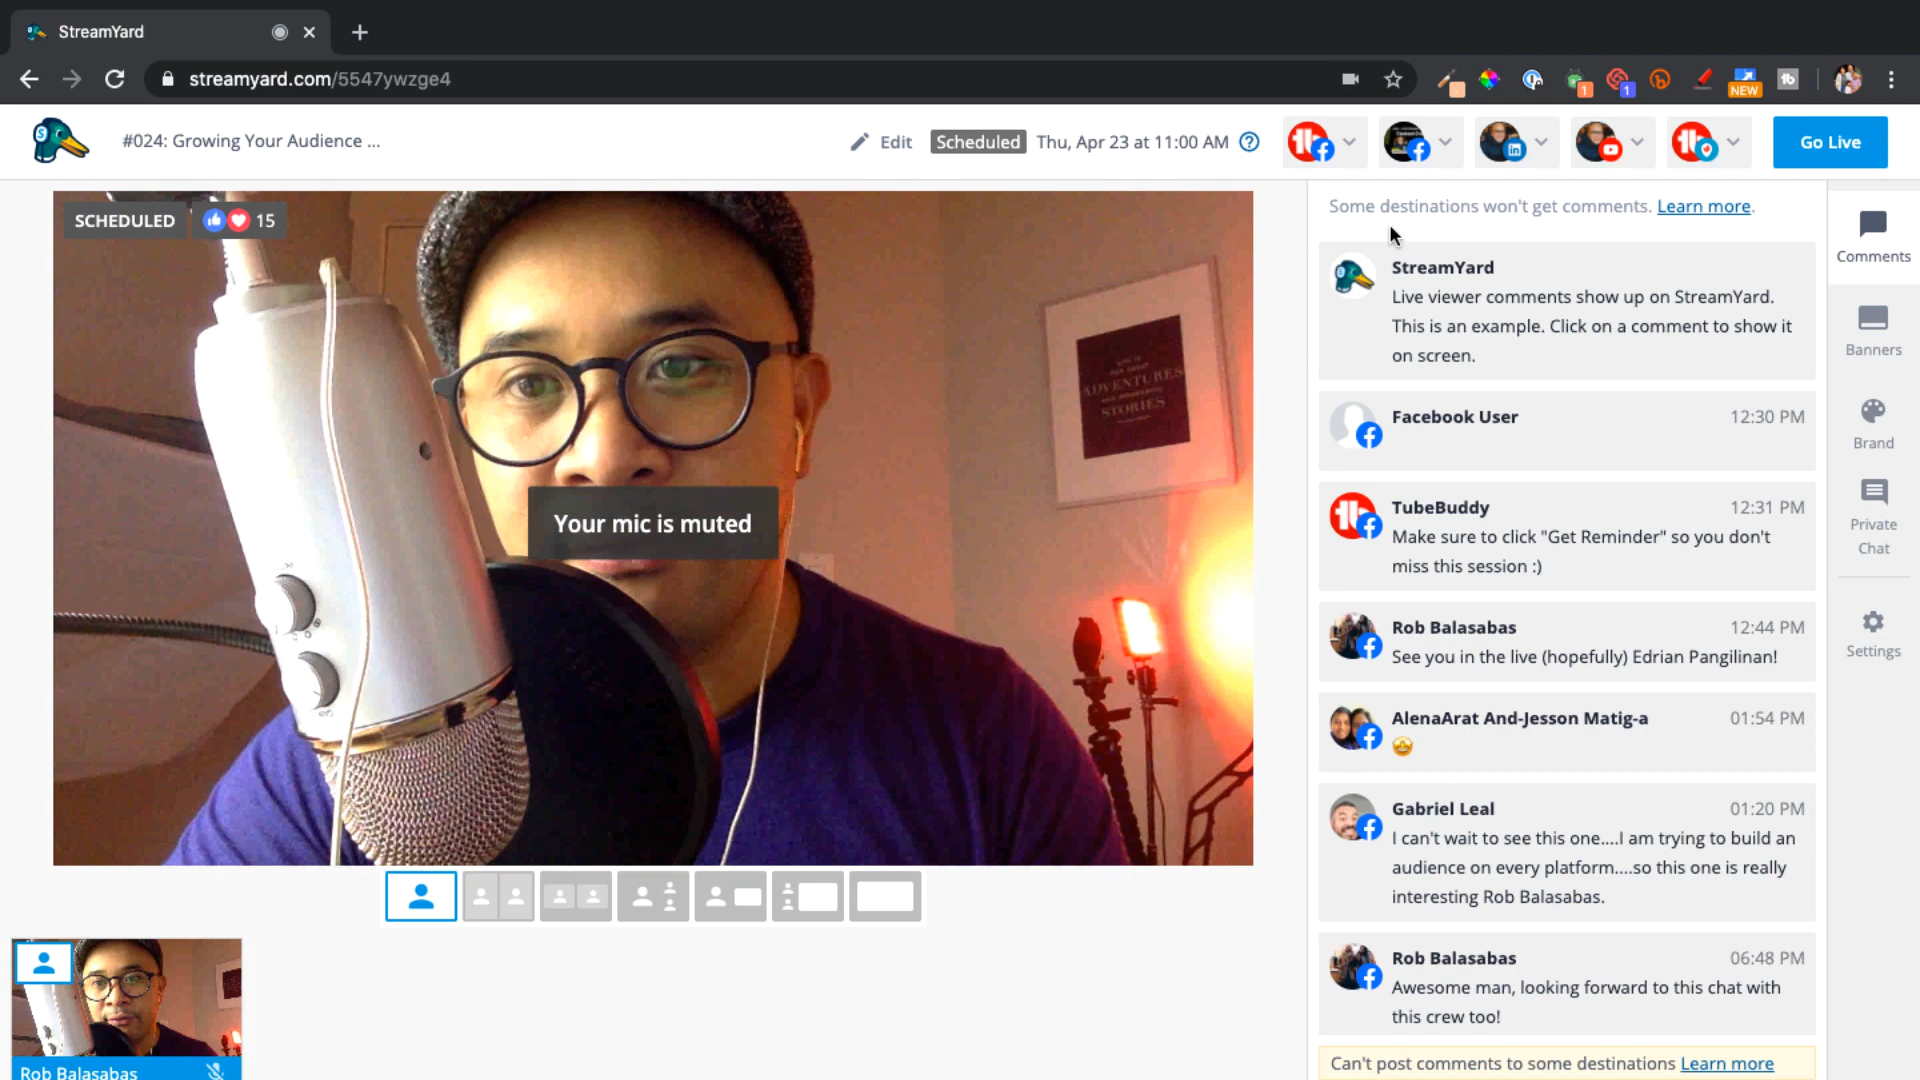 StreamYard
streamyard.com/5547ywzge4
1
1
NEW
#024: Growing Your Audience ...
Edit
Scheduled
Thu, Apr 23 at 11:00 AM
Go Live
SCHEDULED
15
ADVENTURES
STORIES
Your mic is muted
Rob Balasabas
Some destinations won't get comments. Learn more.
StreamYard
Live viewer comments show up on StreamYard.
This is an example. Click on a comment to show it
on screen.
Facebook User 12:30 PM
TubeBuddy 12:31 PM
Make sure to click "Get Reminder" so you don't
miss this session :)
Rob Balasabas 12:44 PM
See you in the live (hopefully) Edrian Pangilinan!
AlenaArat And-Jesson Matig-a 01:54 PM
🤩
Gabriel Leal 01:20 PM
I can't wait to see this one....I am trying to build an
audience on every platform....so this one is really
interesting Rob Balasabas.
Rob Balasabas 06:48 PM
Awesome man, looking forward to this chat with
this crew too!
Can't post comments to some destinations Learn more
Comments
Banners
Brand
Private
Chat
Settings